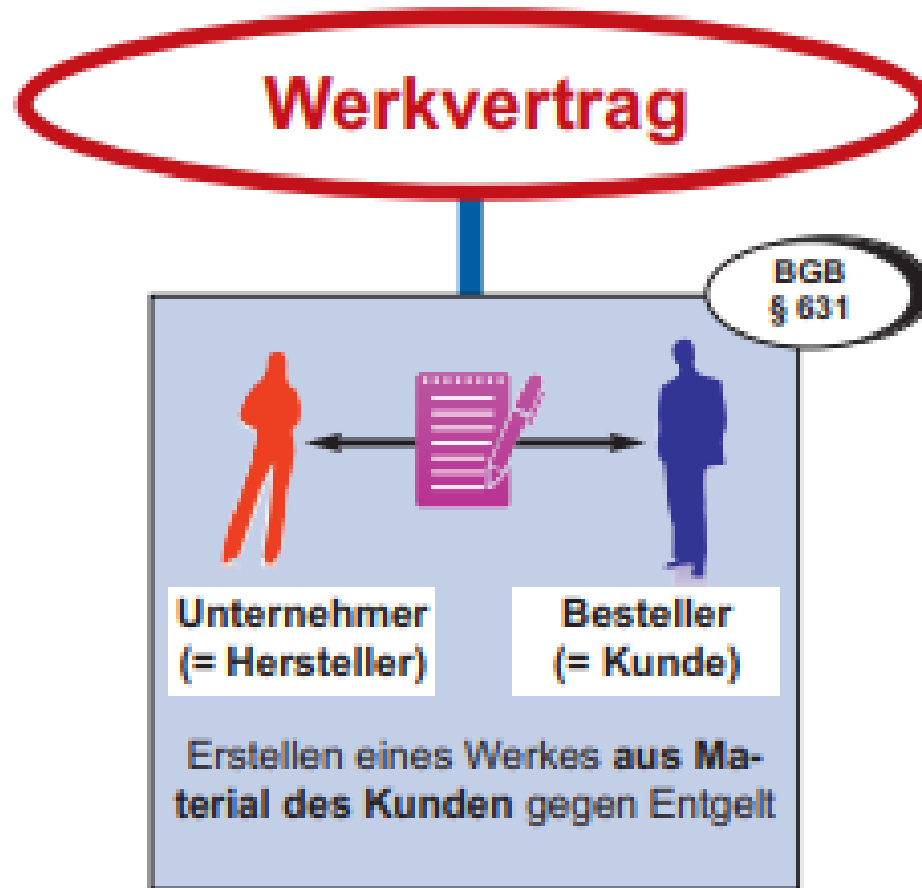 Werkvertrag
BGB
§ 631
Unternehmer
(= Hersteller)
Besteller
(= Kunde)
Erstellen eines Werkes aus Ma-
terial des Kunden gegen Entgelt